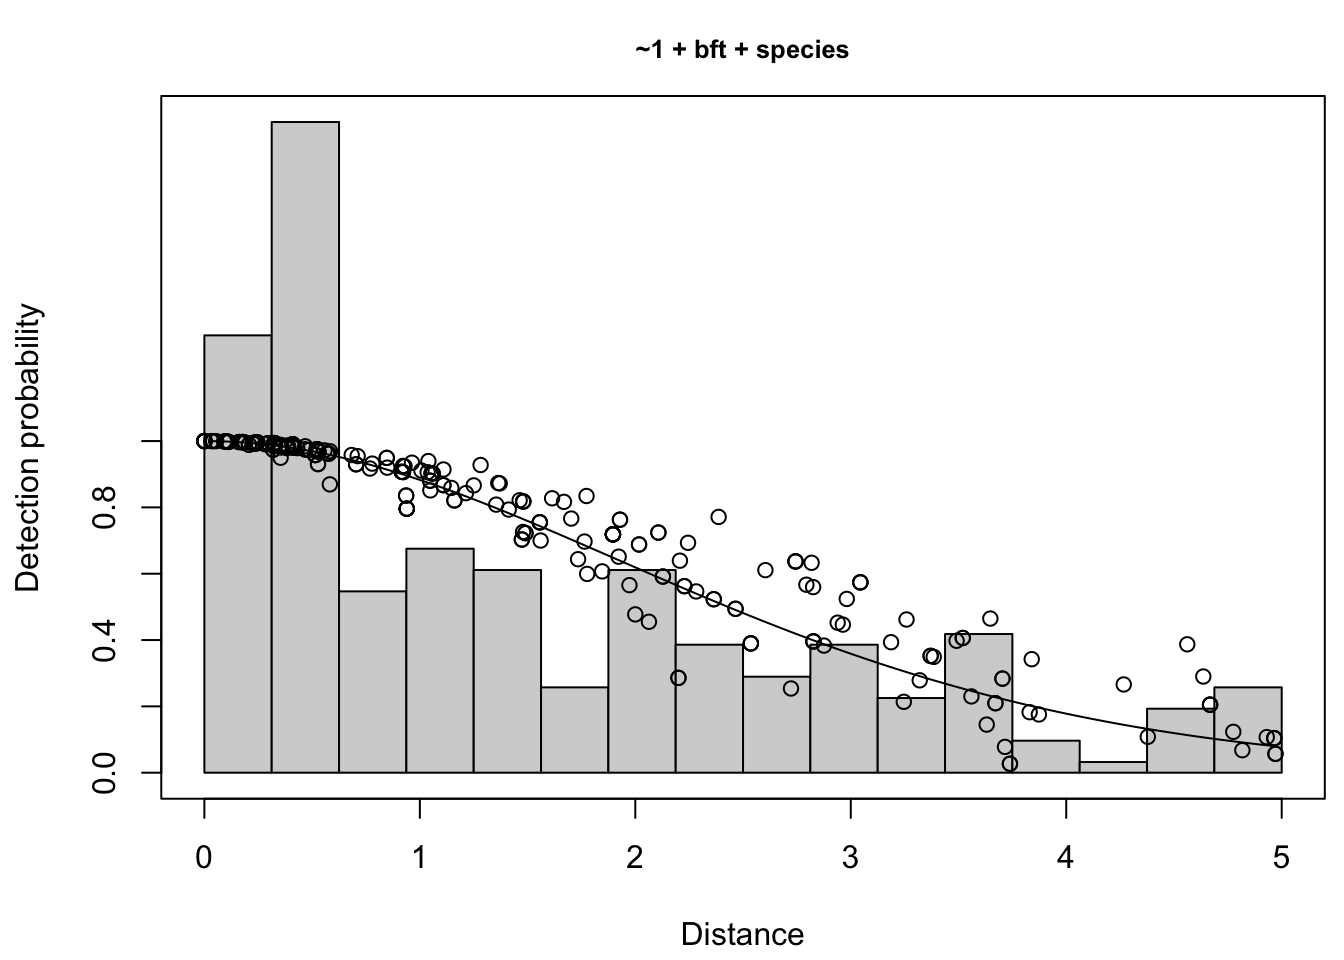 ~1 + bft + species
Detection probability
0.8
0.4
0.0
0 1 2 3 4 5
Distance